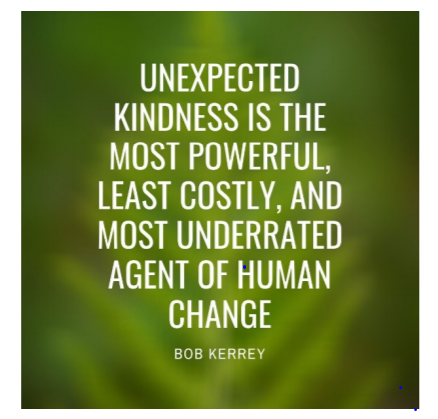 UNEXPECTED
KINDNESS IS THE
MOST POWERFUL,
LEAST COSTLY, AND
MOST UNDERRATED
AGENT OF HUMAN
CHANGE
BOB KERREY